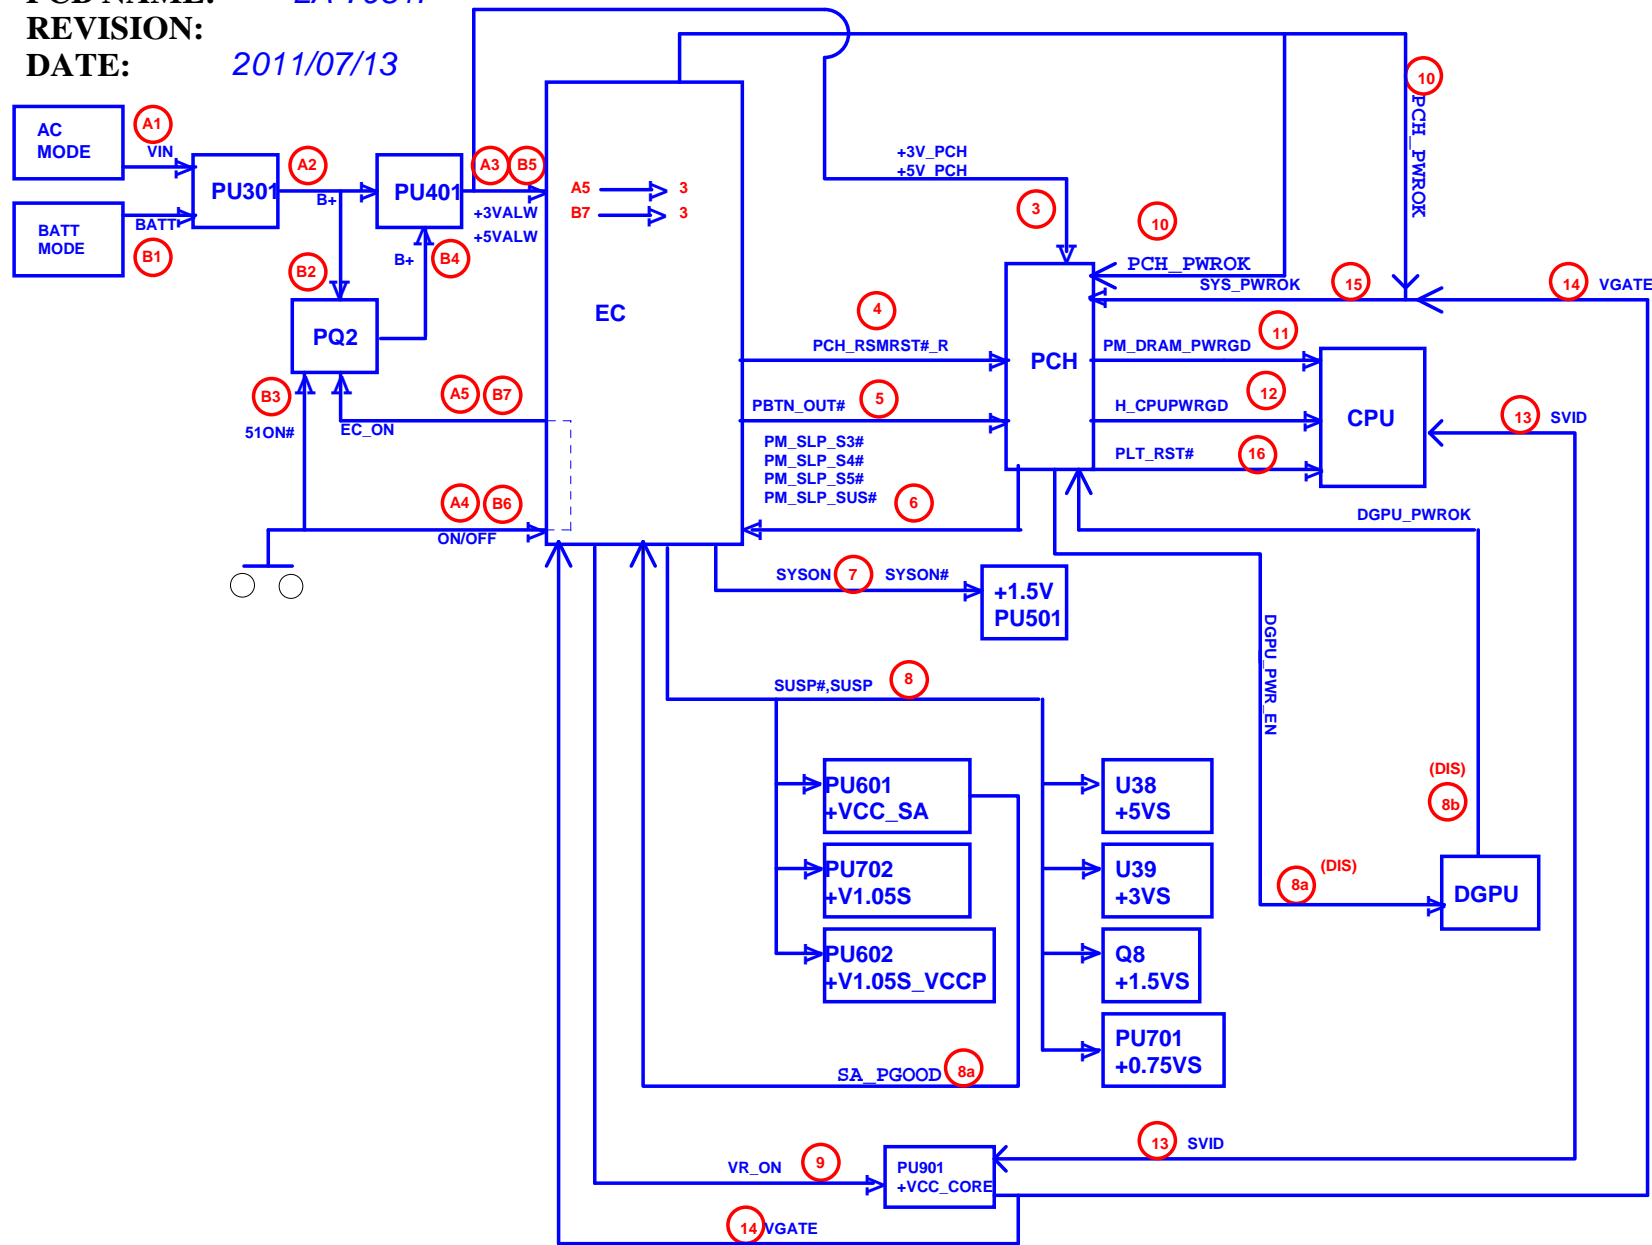 REVISION:
DATE: 2011/07/13
AC
MODE
A1
VIN
BATT
MODE
BATT
B1
PU301
A2
B+
PU401
A3 B5
+3VALW
+5VALW
B2
B+ B4
PQ2
B3
51ON#
A5 B7
EC_ON
A4 B6
ON/OFF
A5 3
B7 3
EC
+3V_PCH
+5V_PCH
3
10
PCH_PWROK
10
PCH_PWROK
SYS_PWROK 15
14 VGATE
4
PCH_RSMRST#_R
PCH
PBTN_OUT# 5
PM_SLP_S3#
PM_SLP_S4#
PM_SLP_S5#
PM_SLP_SUS#
6
PM_DRAM_PWRGD 11
H_CPUPWRGD 12
PLT_RST# 16
CPU
13 SVID
DGPU_PWROK
SYSON 7 SYSON#
+1.5V
PU501
DGPU_PWR_EN
SUSP#,SUSP 8
PU601
+VCC_SA
PU702
+V1.05S
PU602
+V1.05S_VCCP
U38
+5VS
U39
+3VS
Q8
+1.5VS
PU701
+0.75VS
(DIS)
8b
(DIS)
8a
DGPU
SA_PGOOD 8a
13 SVID
VR_ON 9
PU901
+VCC_CORE
14 VGATE